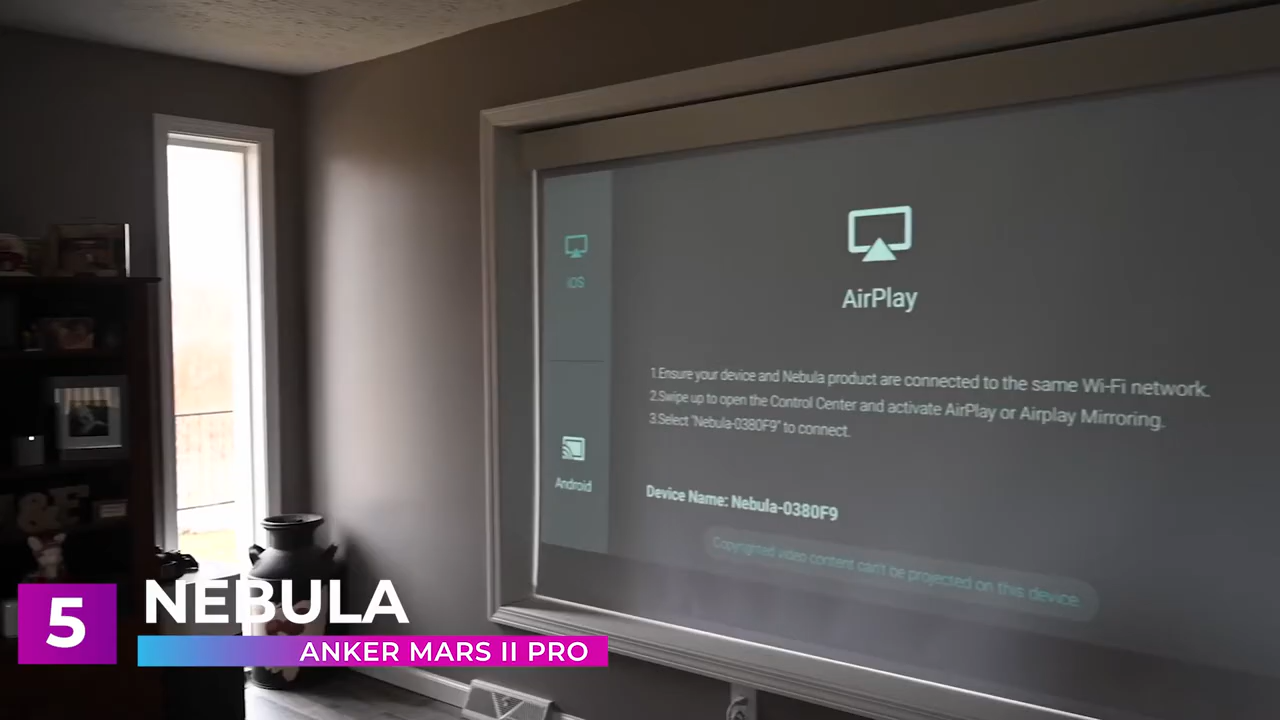 iOS
AirPlay
1.Ensure your device and Nebula product are connected to the same Wi-Fi network.
2.Swipe up to open the Control Center and activate AirPlay or Airplay Mirroring.
3.Select "Nebula-0380F9" to connect.
Android
Device Name: Nebula-0380F9
Copyrighted video content can't be projected on this device.
5
NEBULA
ANKER MARS II PRO